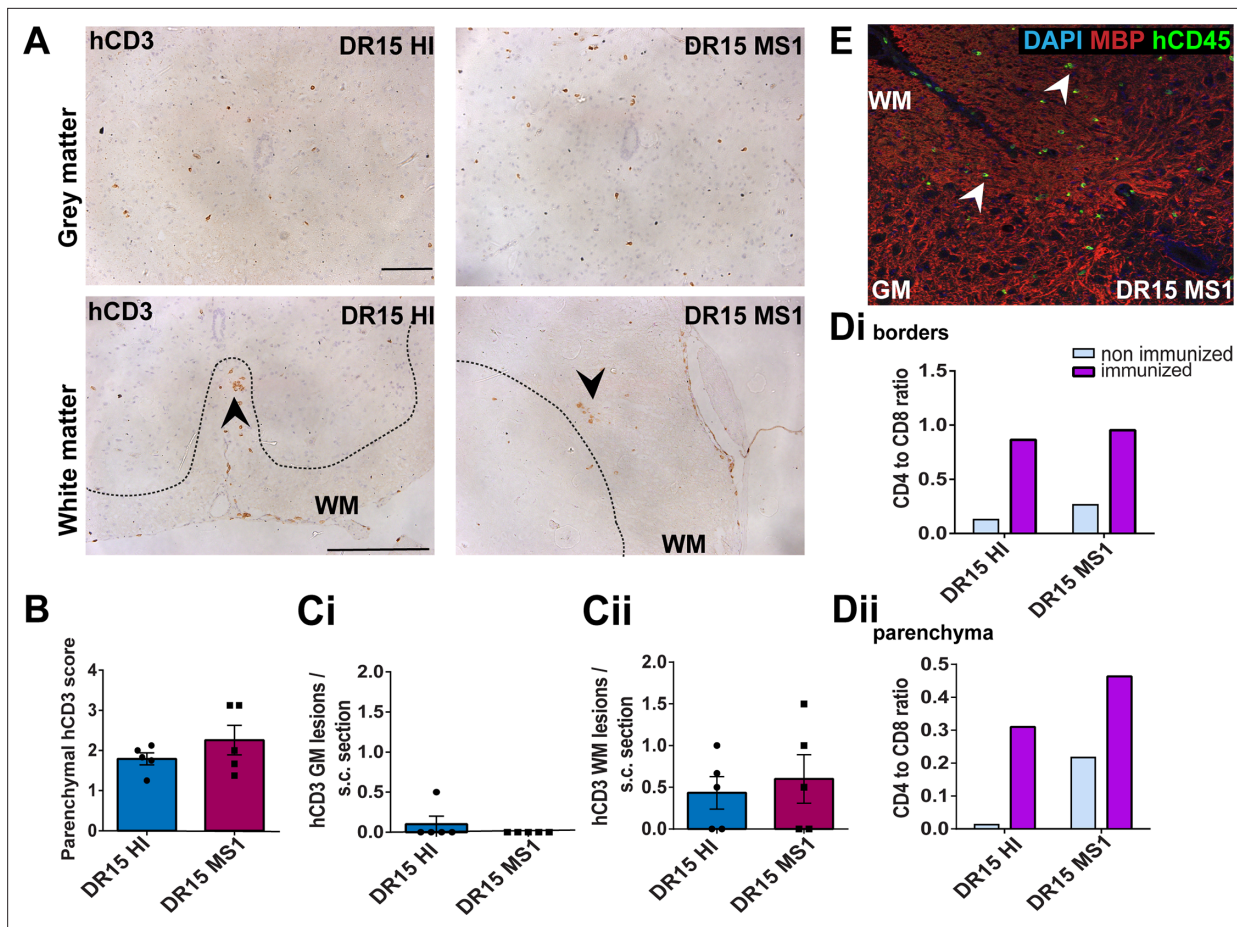 A
hCD3
DR15 HI
DR15 MS1
Grey matter
hCD3
DR15 HI
DR15 MS1
White matter
WM
WM
E
DAPI MBP hCD45
WM
GM
DR15 MS1
B
Parenchymal hCD3 score
4
3
2
1
0
DR15 HI
DR15 MS1
Ci
hCD3 GM lesions /
s.c. section
2.0
1.5
1.0
0.5
0.0
DR15 HI
DR15 MS1
Cii
hCD3 WM lesions /
s.c. section
2.0
1.5
1.0
0.5
0.0
DR15 HI
DR15 MS1
Di borders
non immunized
immunized
CD4 to CD8 ratio
1.5
1.0
0.5
0.0
DR15 HI
DR15 MS1
Dii
parenchyma
CD4 to CD8 ratio
0.5
0.4
0.3
0.2
0.1
0.0
DR15 HI
DR15 MS1